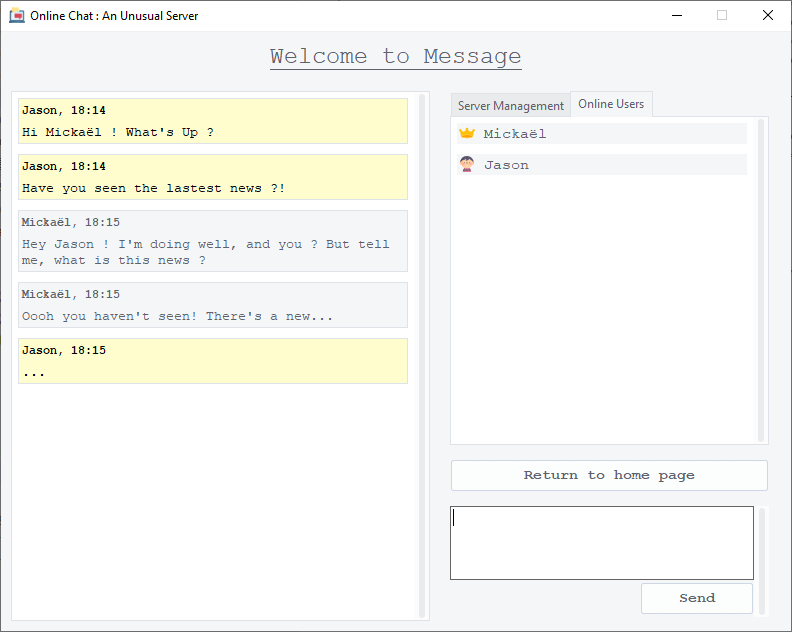 Online Chat : An Unusual Server
Welcome to Message
Jason, 18:14
Hi Mickaël ! What's Up ?
Jason, 18:14
Have you seen the lastest news ?!
Mickaël, 18:15
Hey Jason ! I'm doing well, and you ? But tell
me, what is this news ?
Mickaël, 18:15
Oooh you haven't seen! There's a new...
Jason, 18:15
...
Server Management
Online Users
Mickaël
Jason
Return to home page
Send